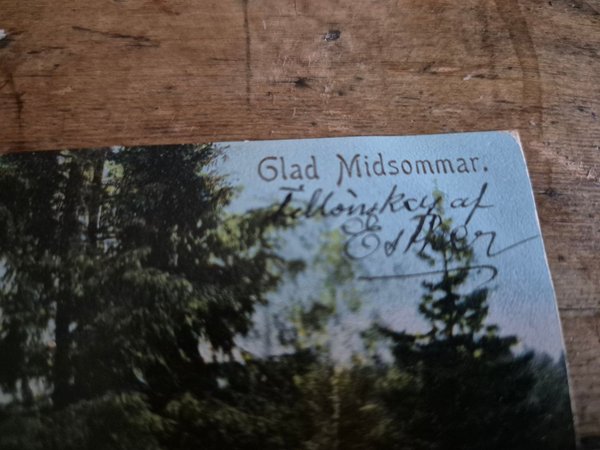 Glad Midsommar.
Tillönskas af
Esther